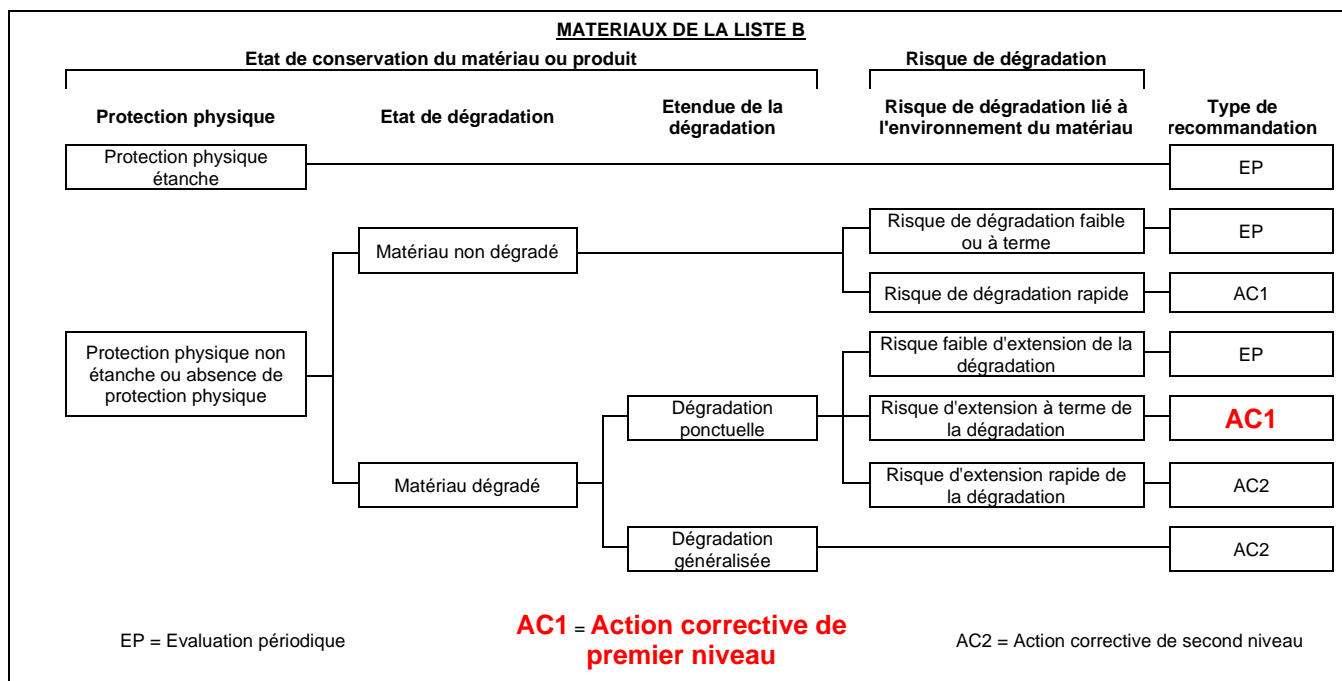 MATERIAUX DE LA LISTE B
Etat de conservation du matériau ou produit
Risque de dégradation
Protection physique
Etat de dégradation
Etendue de la
dégradation
Risque de dégradation lié à
l'environnement du matériau
Type de
recommandation
Protection physique
étanche
EP
Matériau non dégradé
Risque de dégradation faible
ou à terme
EP
Risque de dégradation rapide
AC1
Protection physique non
étanche ou absence de
protection physique
Risque faible d'extension de la
dégradation
EP
Dégradation
ponctuelle
Risque d'extension à terme de
la dégradation
AC1
Matériau dégradé
Risque d'extension rapide de
la dégradation
AC2
Dégradation
généralisée
AC2
EP = Evaluation périodique
AC1 = Action corrective de
premier niveau
AC2 = Action corrective de second niveau